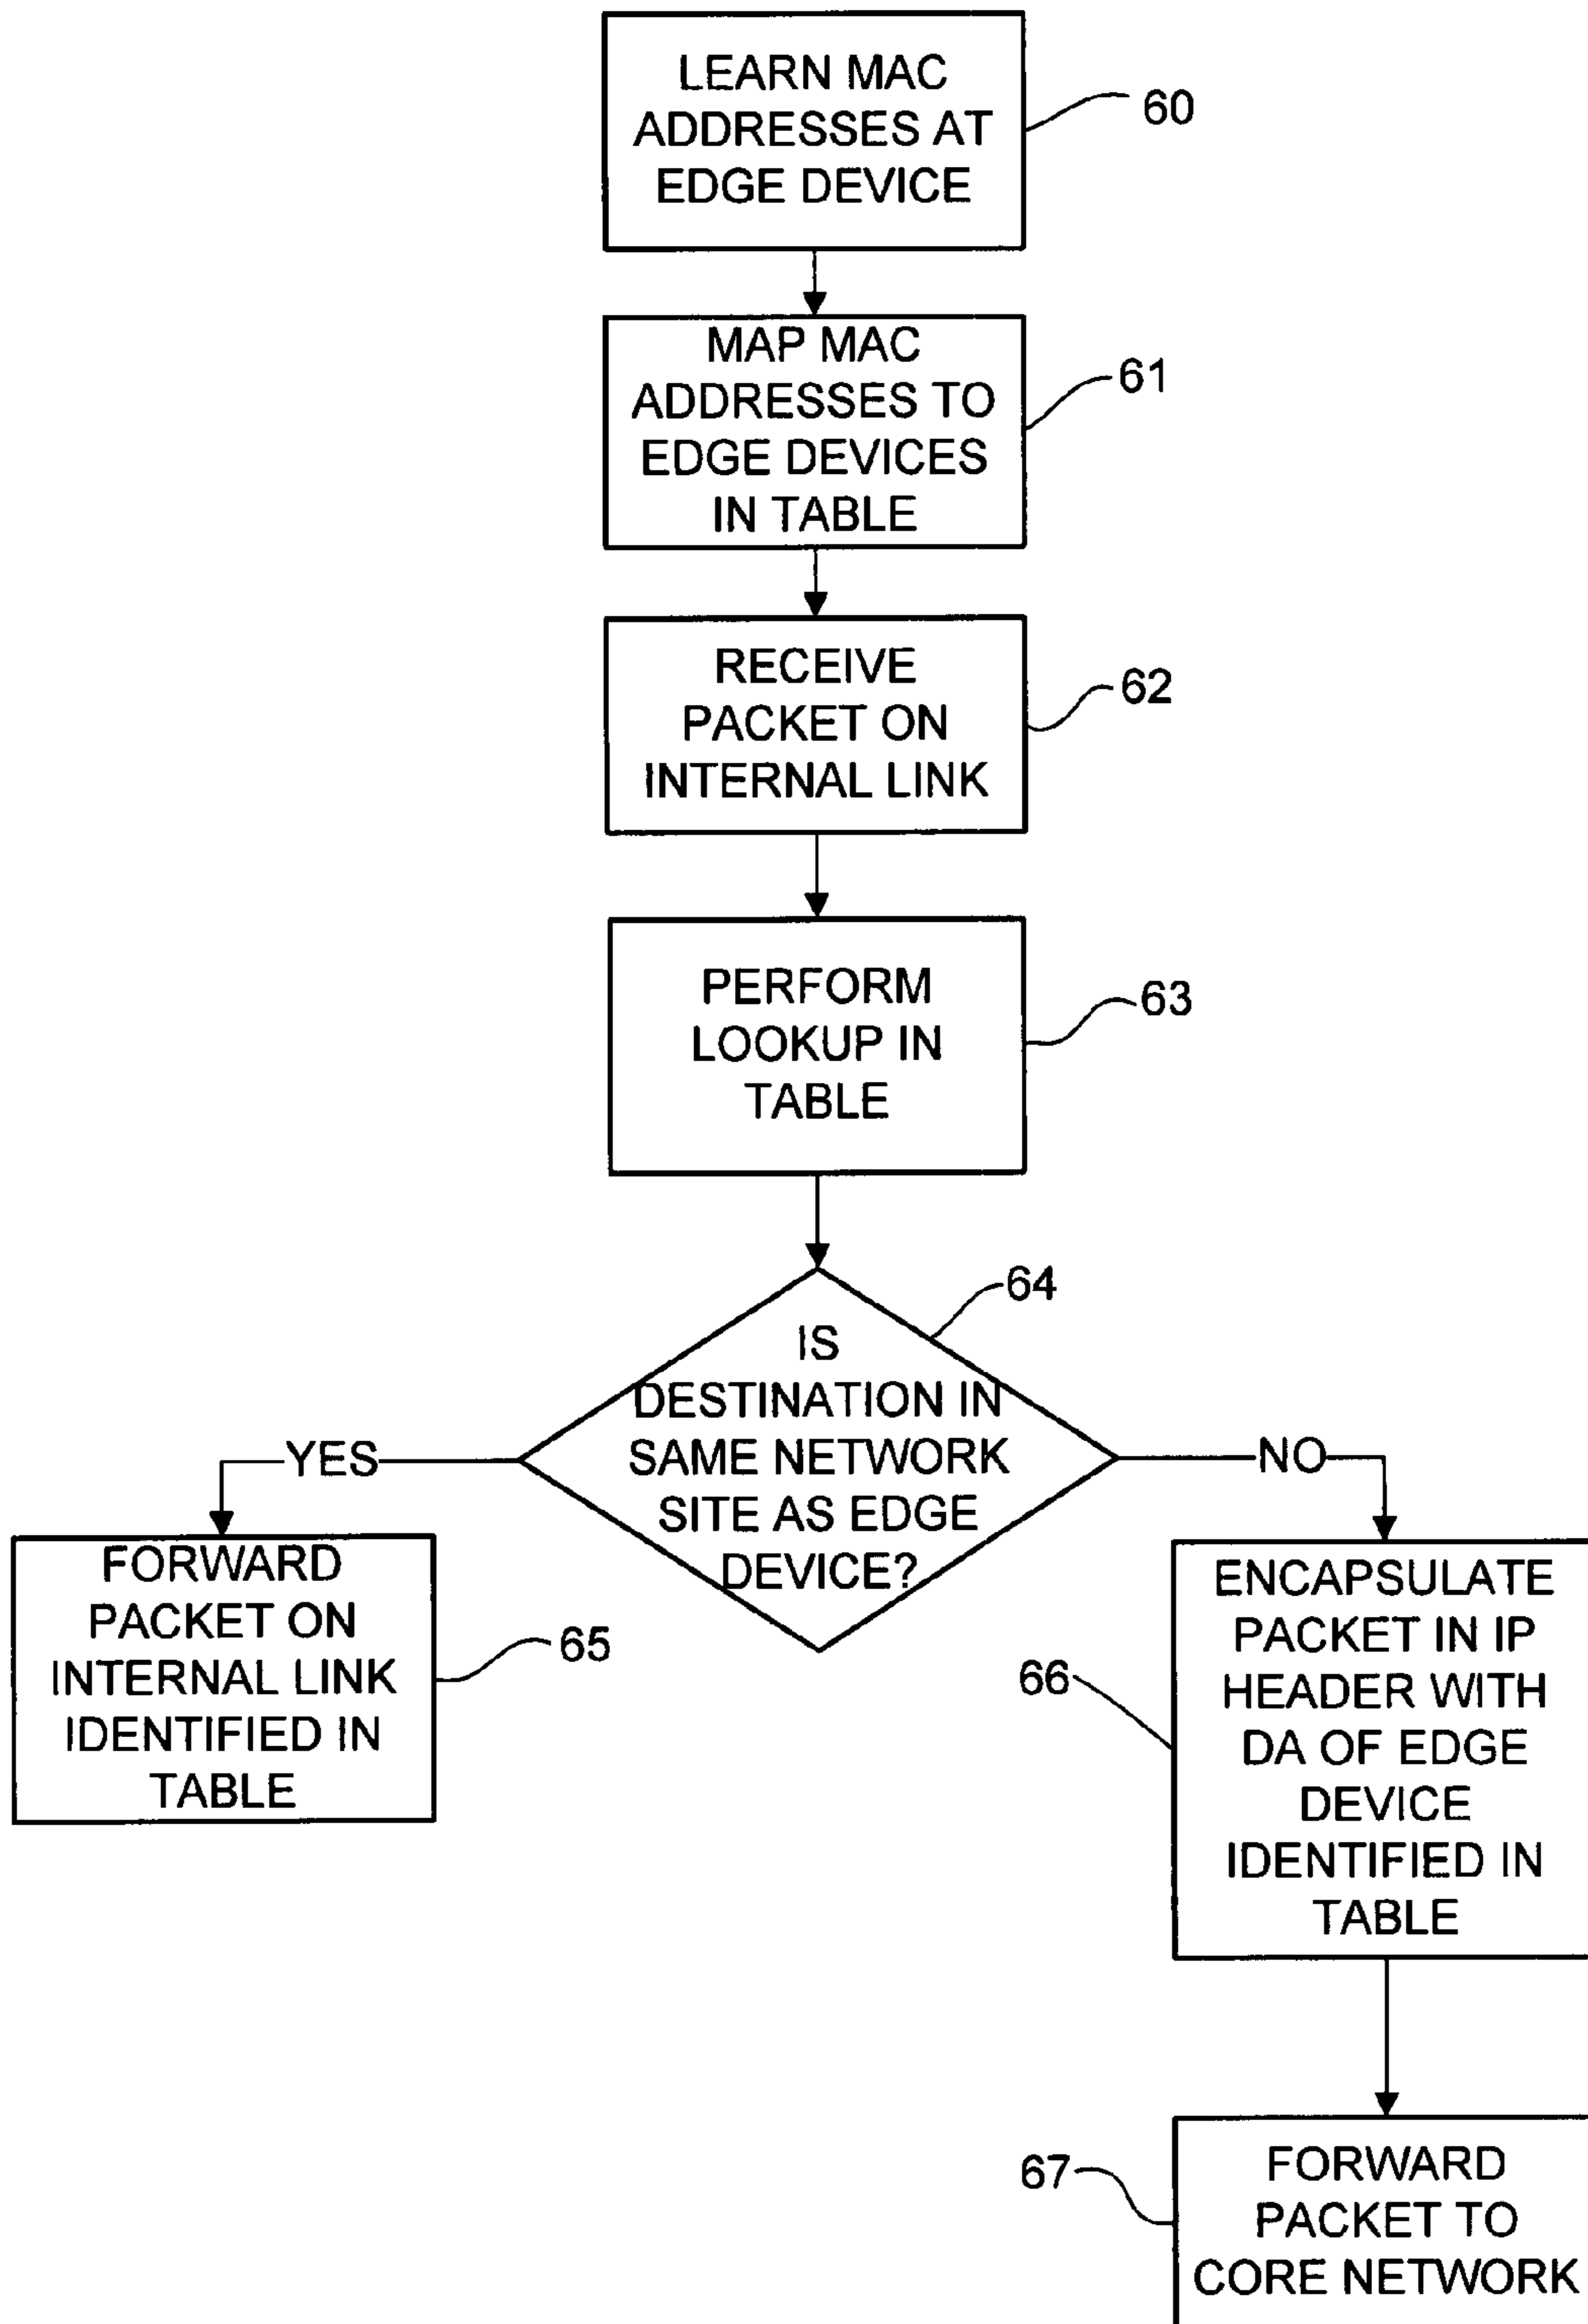 LEARN MAC
ADDRESSES AT
EDGE DEVICE
60
MAP MAC
ADDRESSES TO
EDGE DEVICES
IN TABLE
61
RECEIVE
PACKET ON
INTERNAL LINK
62
PERFORM
LOOKUP IN
TABLE
63
64
IS
DESTINATION IN
SAME NETWORK
SITE AS EDGE
DEVICE?
YES
NO
FORWARD
PACKET ON
INTERNAL LINK
IDENTIFIED IN
TABLE
65
66
ENCAPSULATE
PACKET IN IP
HEADER WITH
DA OF EDGE
DEVICE
IDENTIFIED IN
TABLE
67
FORWARD
PACKET TO
CORE NETWORK